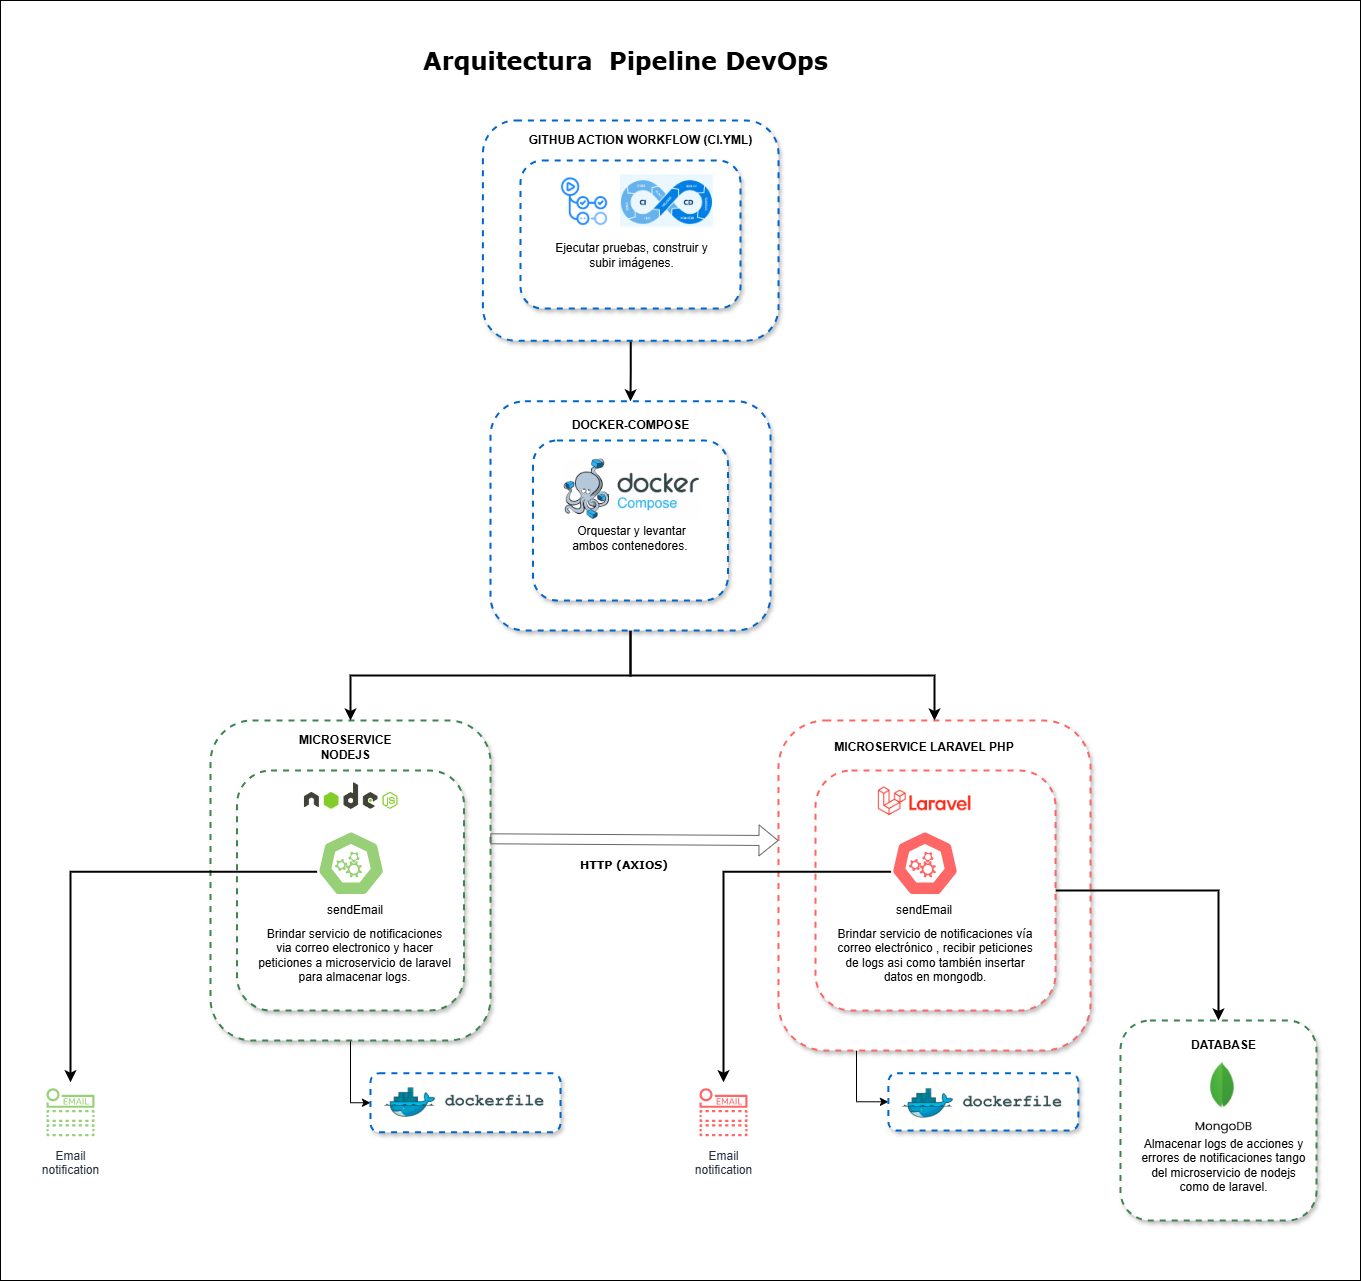 Arquitectura  Pipeline DevOps
GITHUB ACTION WORKFLOW (CI.YML)
CI
CD
Ejecutar pruebas, construir y
subir imágenes.
DOCKER-COMPOSE
docker
Compose
Orquestar y levantar
ambos contenedores.
MICROSERVICE
NODEJS
node
JS
sendEmail
Brindar servicio de notificaciones
via correo electronico y hacer
peticiones a microservicio de laravel
para almacenar logs.
HTTP (AXIOS)
MICROSERVICE LARAVEL PHP
Laravel
sendEmail
Brindar servicio de notificaciones vía
correo electrónico , recibir peticiones
de logs asi como también insertar
datos en mongodb.
EMAIL
Email
notification
dockerfile
EMAIL
Email
notification
dockerfile
DATABASE
MongoDB
Almacenar logs de acciones y
errores de notificaciones tango
del microservicio de nodejs
como de laravel.